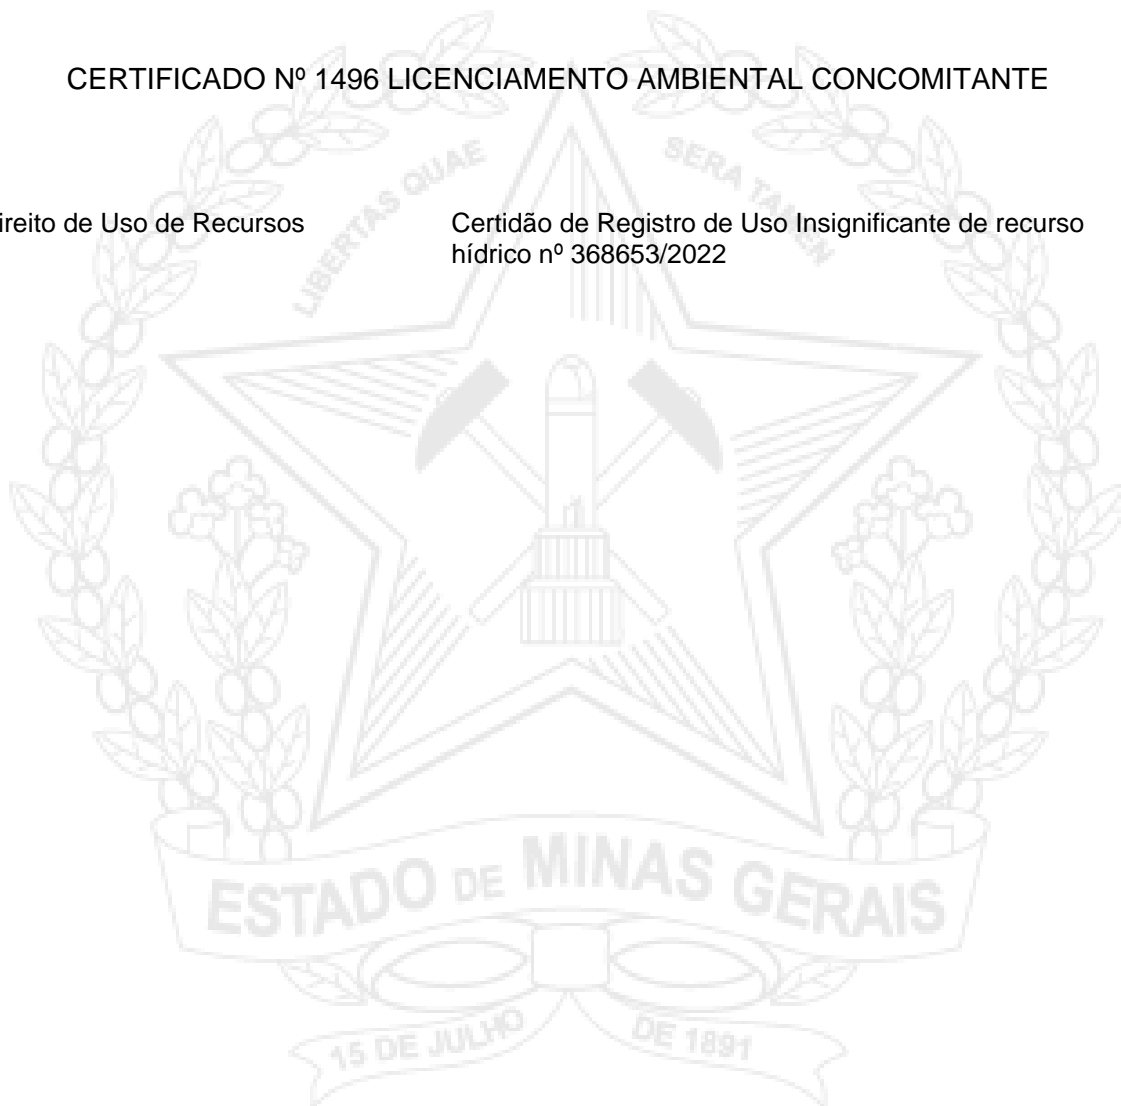 CERTIFICADO Nº 1496 LICENCIAMENTO AMBIENTAL CONCOMITANTE
LIBERTAS QUAE SERA TAMEN
ireito de Uso de Recursos
Certidão de Registro de Uso Insignificante de recurso
hídrico nº 368653/2022
ESTADO DE MINAS GERAIS
15 DE JULHO DE 1891